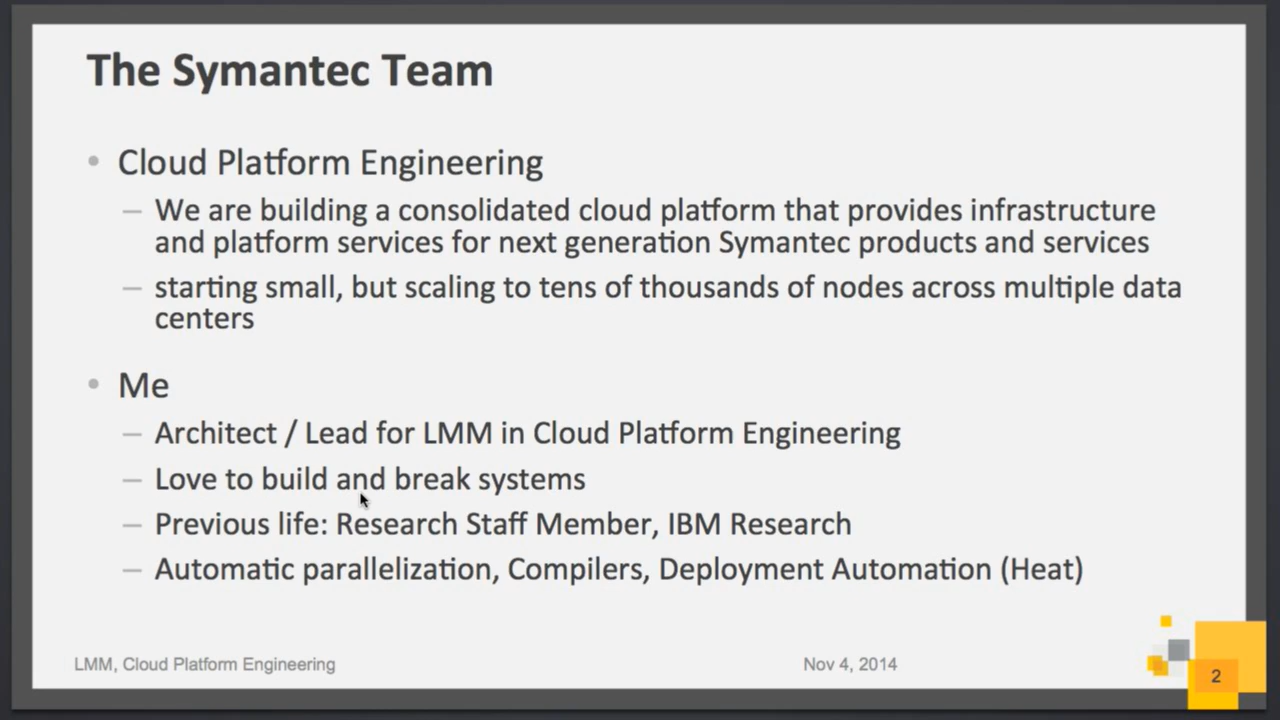 The Symantec Team
• Cloud Platform Engineering
– We are building a consolidated cloud platform that provides infrastructure
and platform services for next generation Symantec products and services
– starting small, but scaling to tens of thousands of nodes across multiple data
centers
• Me
– Architect / Lead for LMM in Cloud Platform Engineering
– Love to build and break systems
– Previous life: Research Staff Member, IBM Research
– Automatic parallelization, Compilers, Deployment Automation (Heat)
LMM, Cloud Platform Engineering
Nov 4, 2014
2